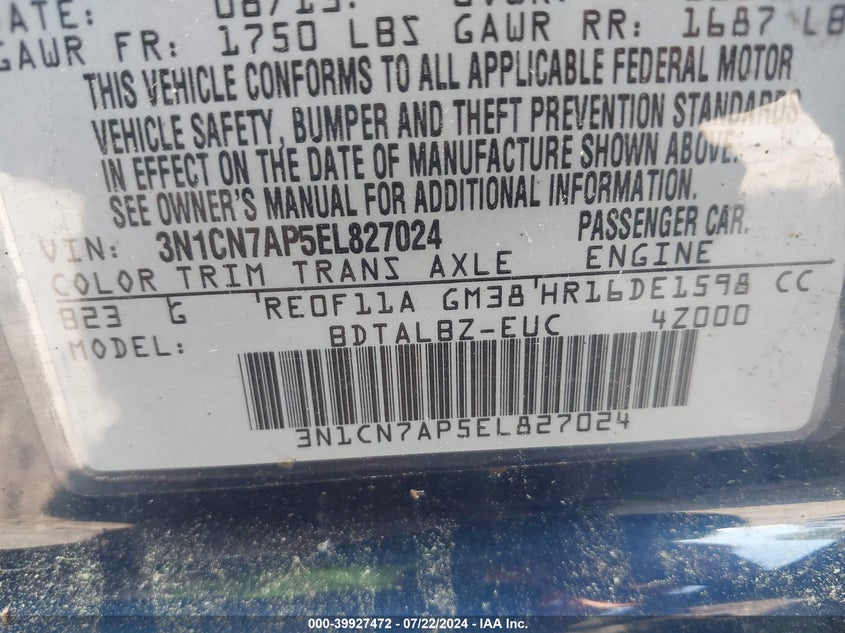 DATE: 08/13
GAWR FR: 1750 LBS GAWR RR: 1687 LB
THIS VEHICLE CONFORMS TO ALL APPLICABLE FEDERAL MOTOR
VEHICLE SAFETY, BUMPER AND THEFT PREVENTION STANDARDS
IN EFFECT ON THE DATE OF MANUFACTURE SHOWN ABOVE.
SEE OWNER'S MANUAL FOR ADDITIONAL INFORMATION.
VIN: 3N1CN7AP5EL827024 PASSENGER CAR.
COLOR TRIM TRANS AXLE ENGINE
B23 G RE0F11A GM38 HR16DE1598 CC
MODEL: BDTALBZ-EUC 4Z000
3N1CN7AP5EL827024
000-39927472 - 07/22/2024 - IAA Inc.